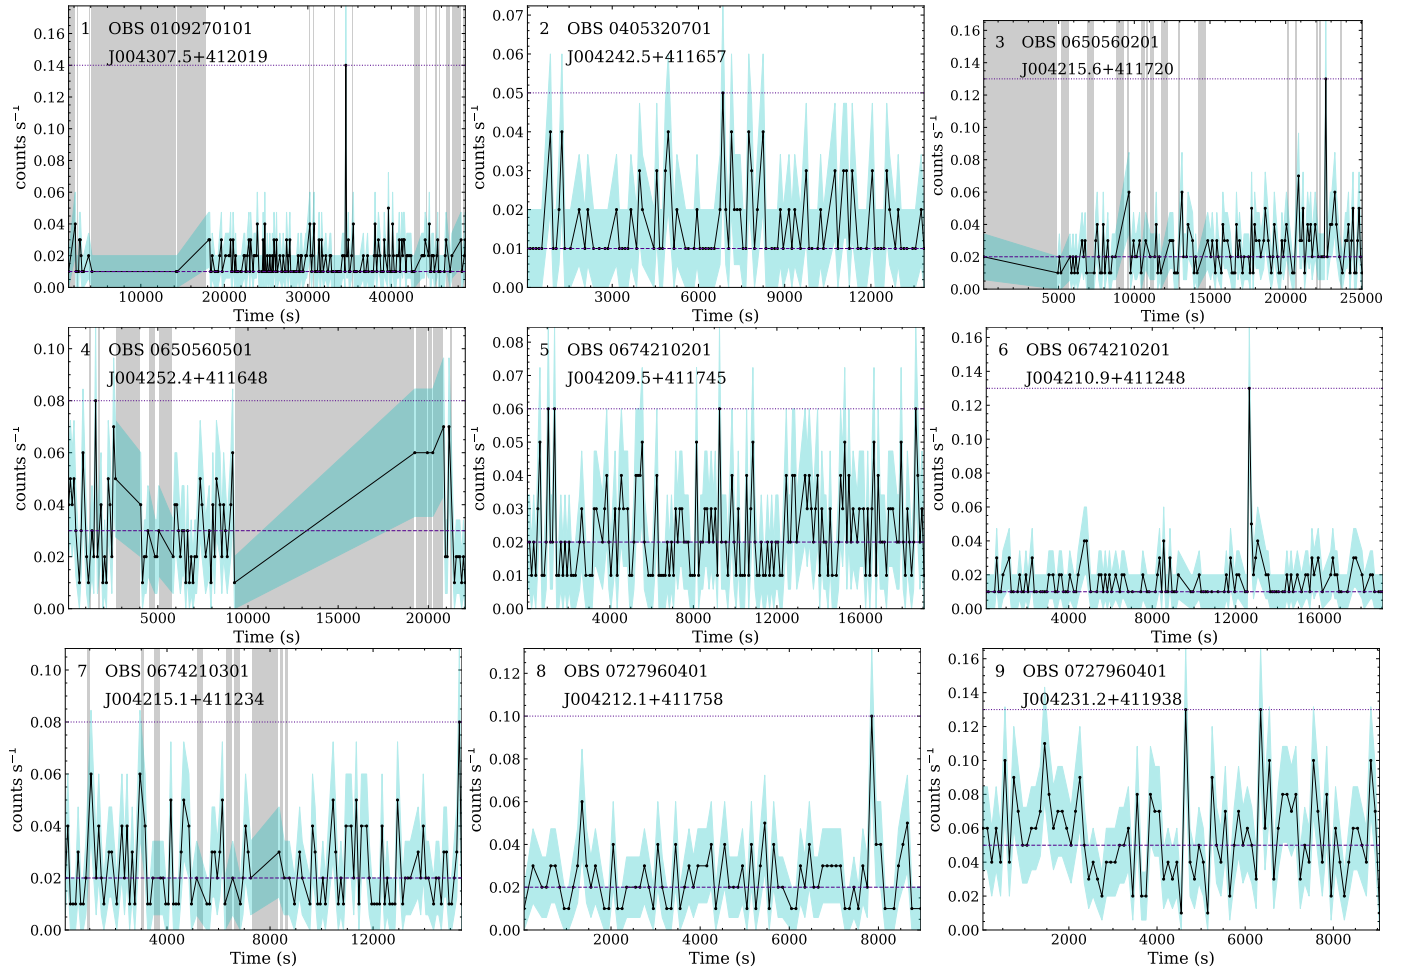 1 OBS 0109270101
J004307.5+412019
counts s⁻¹
0.16
0.14
0.12
0.10
0.08
0.06
0.04
0.02
0.00
10000 20000 30000 40000
Time (s)
2 OBS 0405320701
J004242.5+411657
counts s⁻¹
0.07
0.06
0.05
0.04
0.03
0.02
0.01
0.00
3000 6000 9000 12000
Time (s)
3 OBS 0650560201
J004215.6+411720
counts s⁻¹
0.16
0.14
0.12
0.10
0.08
0.06
0.04
0.02
0.00
5000 10000 15000 20000 25000
Time (s)
4 OBS 0650560501
J004252.4+411648
counts s⁻¹
0.10
0.08
0.06
0.04
0.02
0.00
5000 10000 15000 20000
Time (s)
5 OBS 0674210201
J004209.5+411745
counts s⁻¹
0.08
0.07
0.06
0.05
0.04
0.03
0.02
0.01
0.00
4000 8000 12000 16000
Time (s)
6 OBS 0674210201
J004210.9+411248
counts s⁻¹
0.16
0.14
0.12
0.10
0.08
0.06
0.04
0.02
0.00
4000 8000 12000 16000
Time (s)
7 OBS 0674210301
J004215.1+411234
counts s⁻¹
0.10
0.08
0.06
0.04
0.02
0.00
4000 8000 12000
Time (s)
8 OBS 0727960401
J004212.1+411758
counts s⁻¹
0.12
0.10
0.08
0.06
0.04
0.02
0.00
2000 4000 6000 8000
Time (s)
9 OBS 0727960401
J004231.2+411938
counts s⁻¹
0.16
0.14
0.12
0.10
0.08
0.06
0.04
0.02
0.00
2000 4000 6000 8000
Time (s)